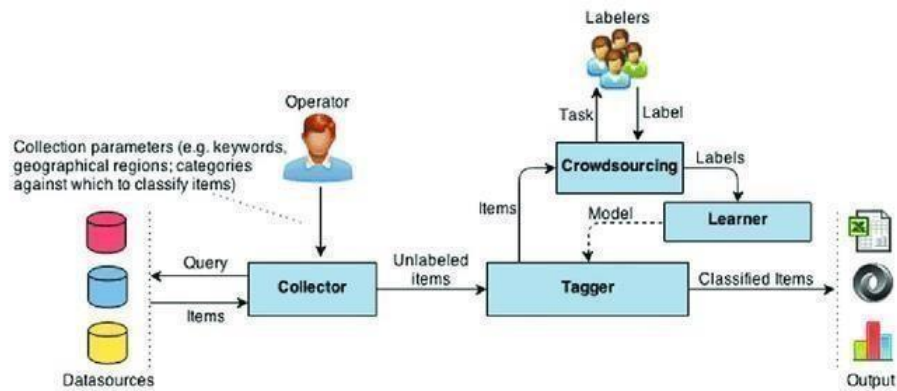 Labelers
Operator
Task
Label
Collection parameters (e.g. keywords,
geographical regions; categories
against which to classify items)
Crowdsourcing
Labels
Items
Model
Learner
Query
Unlabeled
items
Collector
Tagger
Classified Items
Items
Datasources
Output